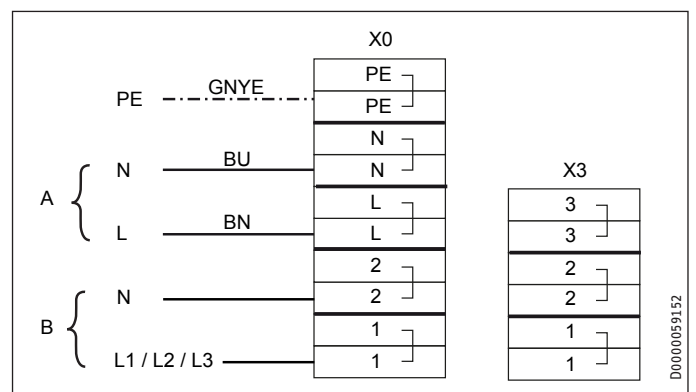 X0
PE
PE GNYE PE
N
A N BU N
L
L BN L
2
B N 2
1
L1 / L2 / L3 1
X3
3
3
2
2
1
1
D0000059152